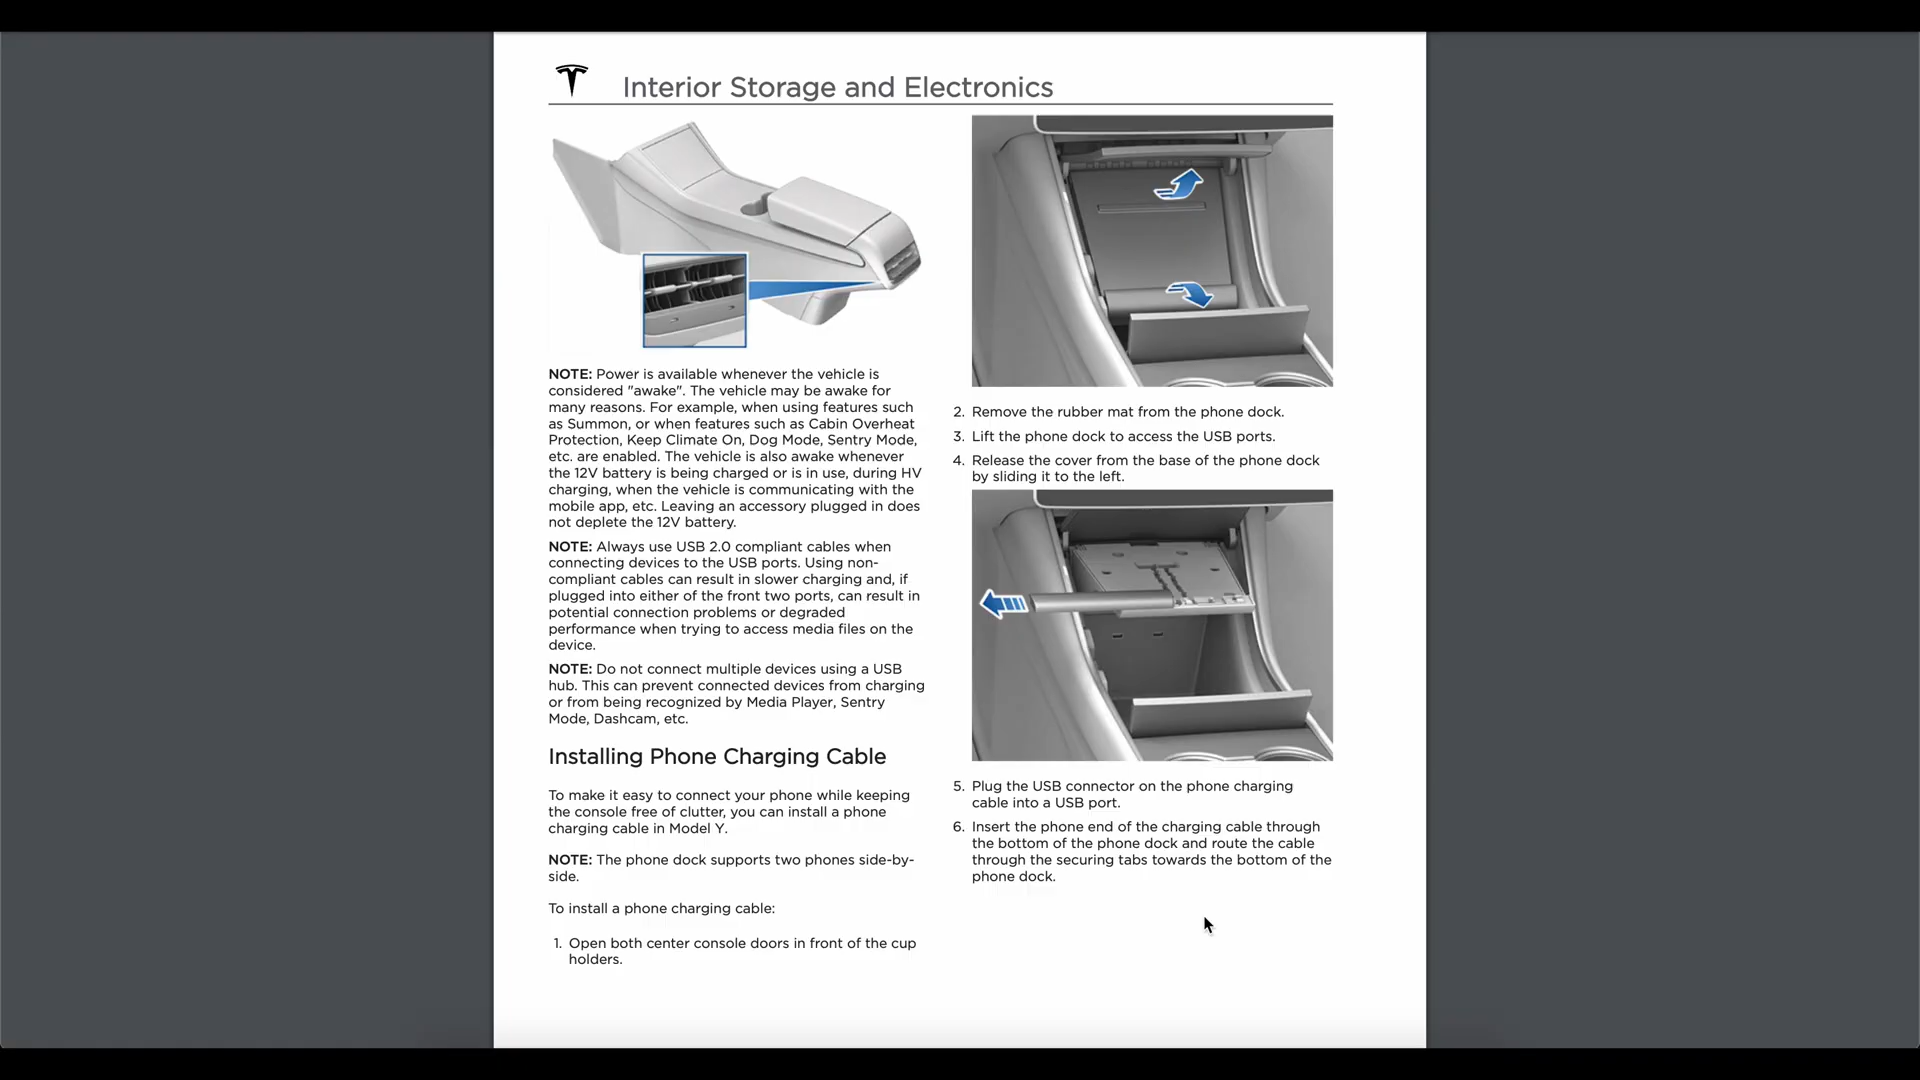 Interior Storage and Electronics
NOTE: Power is available whenever the vehicle is
considered "awake". The vehicle may be awake for
many reasons. For example, when using features such
as Summon, or when features such as Cabin Overheat
Protection, Keep Climate On, Dog Mode, Sentry Mode,
etc. are enabled. The vehicle is also awake whenever
the 12V battery is being charged or is in use, during HV
charging, when the vehicle is communicating with the
mobile app, etc. Leaving an accessory plugged in does
not deplete the 12V battery.
NOTE: Always use USB 2.0 compliant cables when
connecting devices to the USB ports. Using non-
compliant cables can result in slower charging and, if
plugged into either of the front two ports, can result in
potential connection problems or degraded
performance when trying to access media files on the
device.
NOTE: Do not connect multiple devices using a USB
hub. This can prevent connected devices from charging
or from being recognized by Media Player, Sentry
Mode, Dashcam, etc.
Installing Phone Charging Cable
To make it easy to connect your phone while keeping
the console free of clutter, you can install a phone
charging cable in Model Y.
NOTE: The phone dock supports two phones side-by-
side.
To install a phone charging cable:
1. Open both center console doors in front of the cup
holders.
2. Remove the rubber mat from the phone dock.
3. Lift the phone dock to access the USB ports.
4. Release the cover from the base of the phone dock
by sliding it to the left.
5. Plug the USB connector on the phone charging
cable into a USB port.
6. Insert the phone end of the charging cable through
the bottom of the phone dock and route the cable
through the securing tabs towards the bottom of the
phone dock.